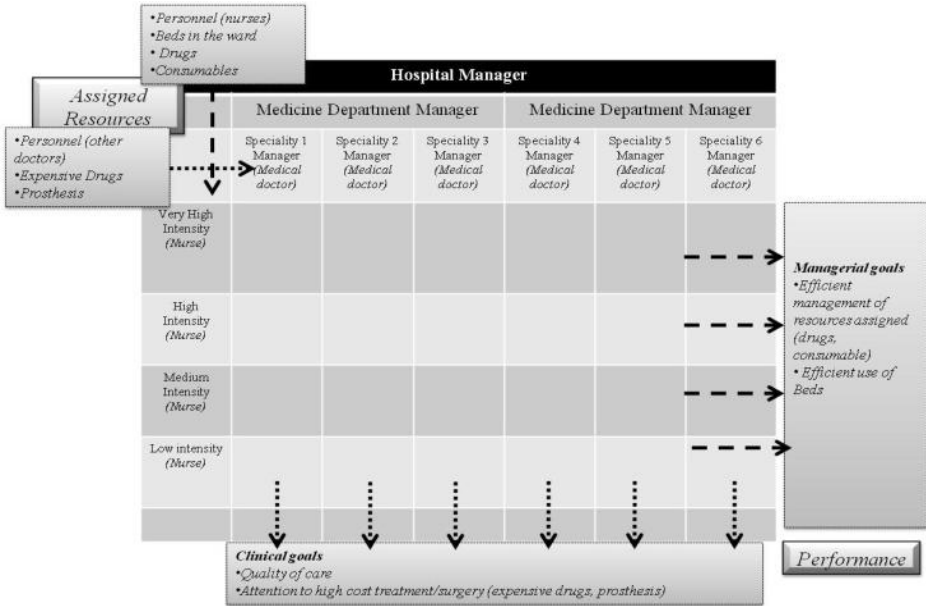 •Personnel (nurses)
•Beds in the ward
• Drugs
•Consumables
Hospital Manager
Assigned
Resources
Medicine Department Manager
Medicine Department Manager
•Personnel (other
doctors)
•Expensive Drugs
•Prosthesis
Speciality 1
Manager
(Medical
doctor)
Speciality 2
Manager
(Medical
doctor)
Speciality 3
Manager
(Medical
doctor)
Speciality 4
Manager
(Medical
doctor)
Speciality 5
Manager
(Medical
doctor)
Speciality 6
Manager
(Medical
doctor)
Very High
Intensity
(Nurse)
High
Intensity
(Nurse)
Medium
Intensity
(Nurse)
Low intensity
(Nurse)
Managerial goals
•Efficient
management of
resources assigned
(drugs,
consumable)
• Efficient use of
Beds
Clinical goals
•Quality of care
•Attention to high cost treatment/surgery (expensive drugs, prosthesis)
Performance